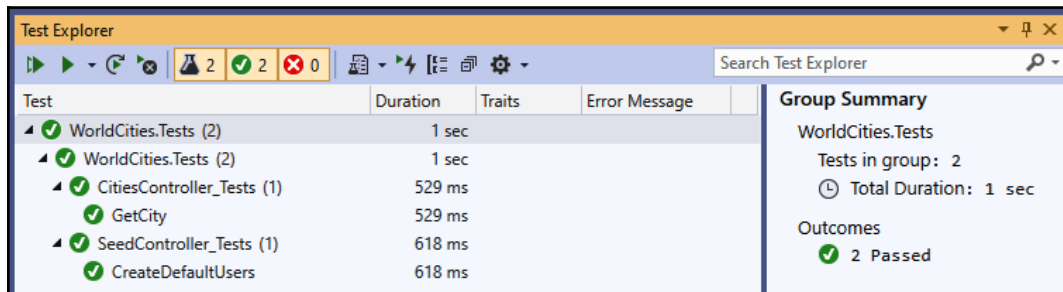 Test Explorer
2 2 0 Search Test Explorer
Test Duration Traits Error Message
WorldCities.Tests (2) 1 sec
WorldCities.Tests (2) 1 sec
CitiesController_Tests (1) 529 ms
GetCity 529 ms
SeedController_Tests (1) 618 ms
CreateDefaultUsers 618 ms
Group Summary
WorldCities.Tests
Tests in group: 2
Total Duration: 1 sec
Outcomes
2 Passed